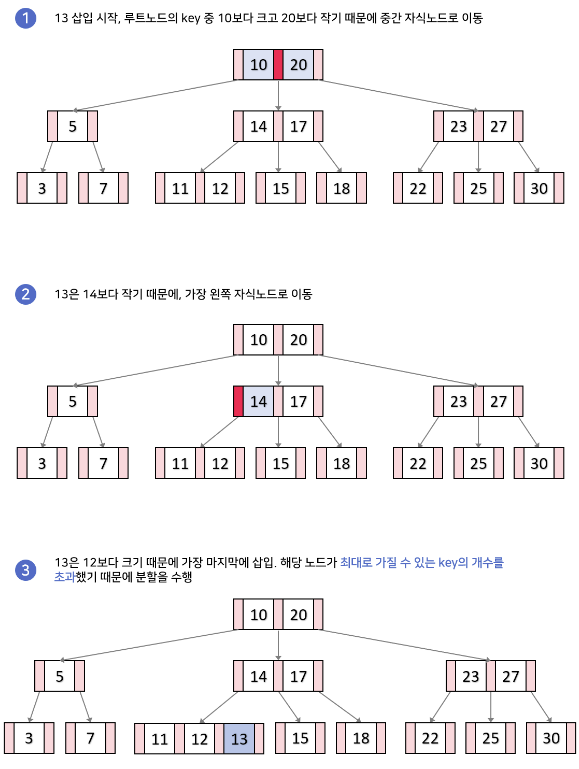 1 13 삽입 시작, 루트노드의 key 중 10보다 크고 20보다 작기 때문에 중간 자식노드로 이동
10 20
5 14 17 23 27
3 7 11 12 15 18 22 25 30
2 13은 14보다 작기 때문에, 가장 왼쪽 자식노드로 이동
10 20
5 14 17 23 27
3 7 11 12 15 18 22 25 30
3 13은 12보다 크기 때문에 가장 마지막에 삽입. 해당 노드가 최대로 가질 수 있는 key의 개수를
초과했기 때문에 분할을 수행
10 20
5 14 17 23 27
3 7 11 12 13 15 18 22 25 30